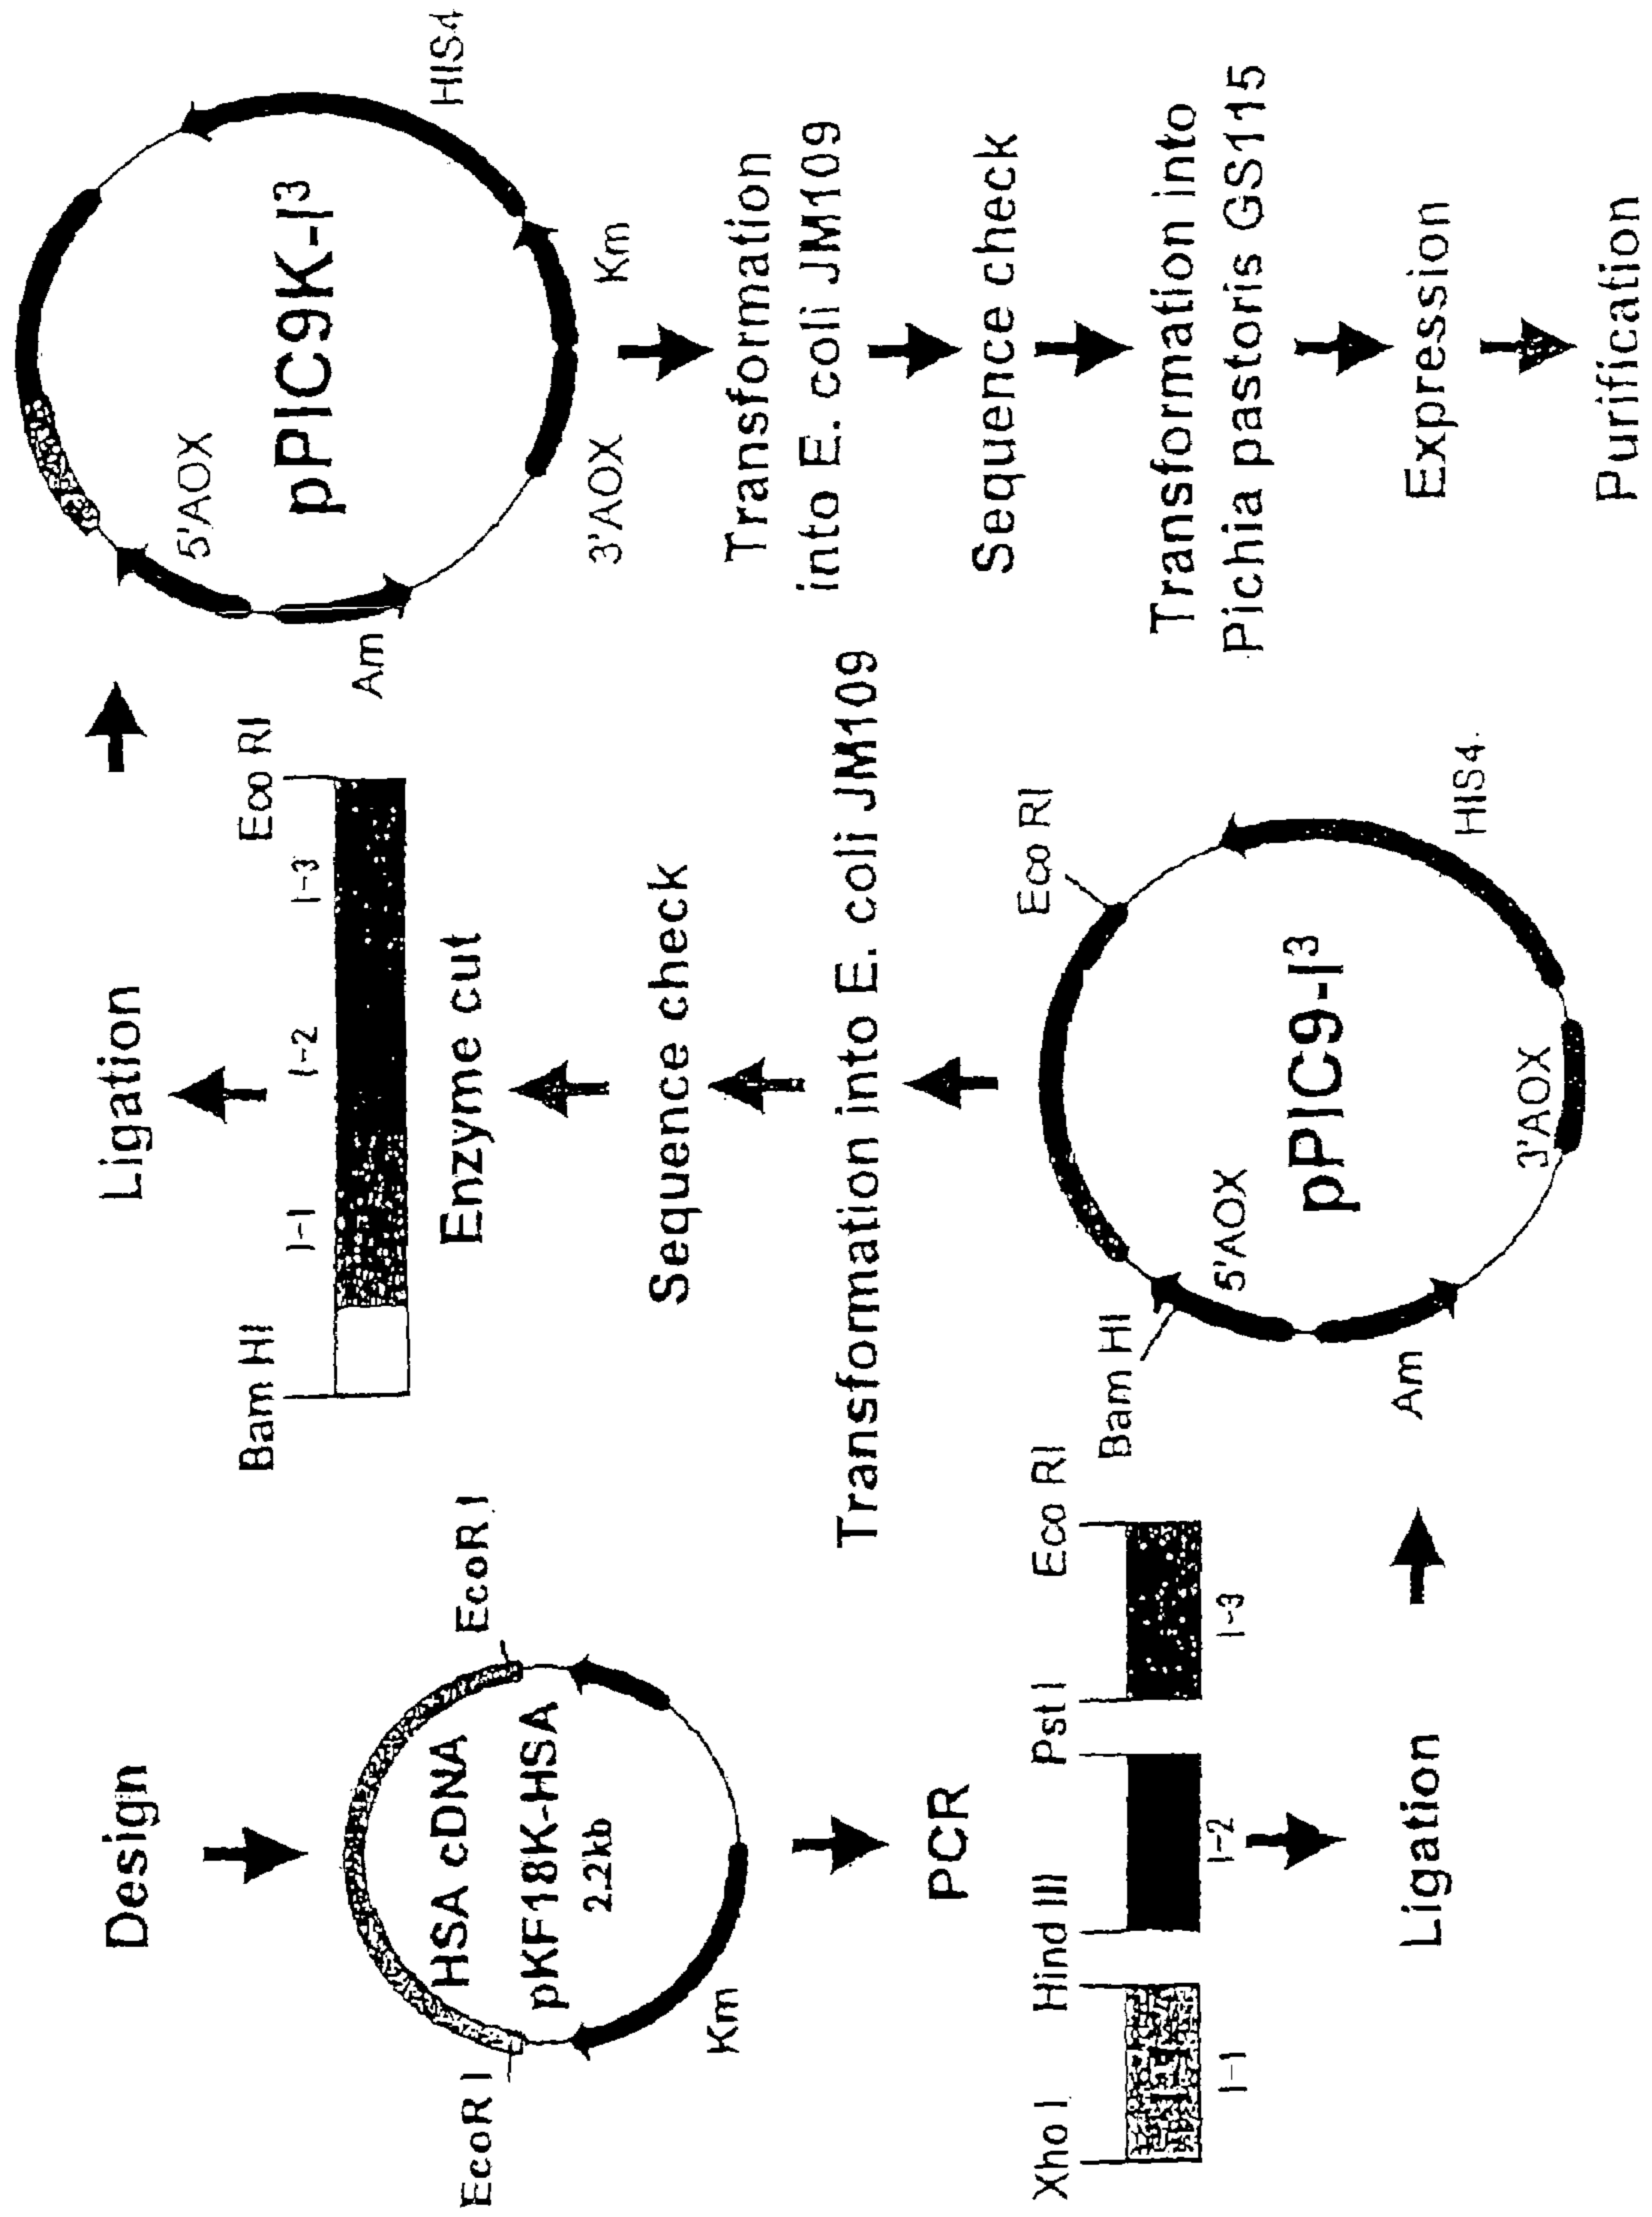 Design
EcoR I
EcoR I
HSA cDNA
pKF18K-HSA
2.2kb
Km
PCR
Xho I
Hind III
Pst I
Eco RI
I-1
I-2
I-3
Ligation
Bam HI
Eco RI
5'AOX
pPIC9-I³
Am
3'AOX
HIS4
Transformation into E. coli JM109
Sequence check
Enzyme cut
Bam HI
I-1
I-2
I-3
Eco RI
Ligation
5'AOX
pPIC9K-I³
Am
HIS4
3'AOX
Km
Transformation
into E. coli JM109
Sequence check
Transformation into
Pichia pastoris GS115
Expression
Purification